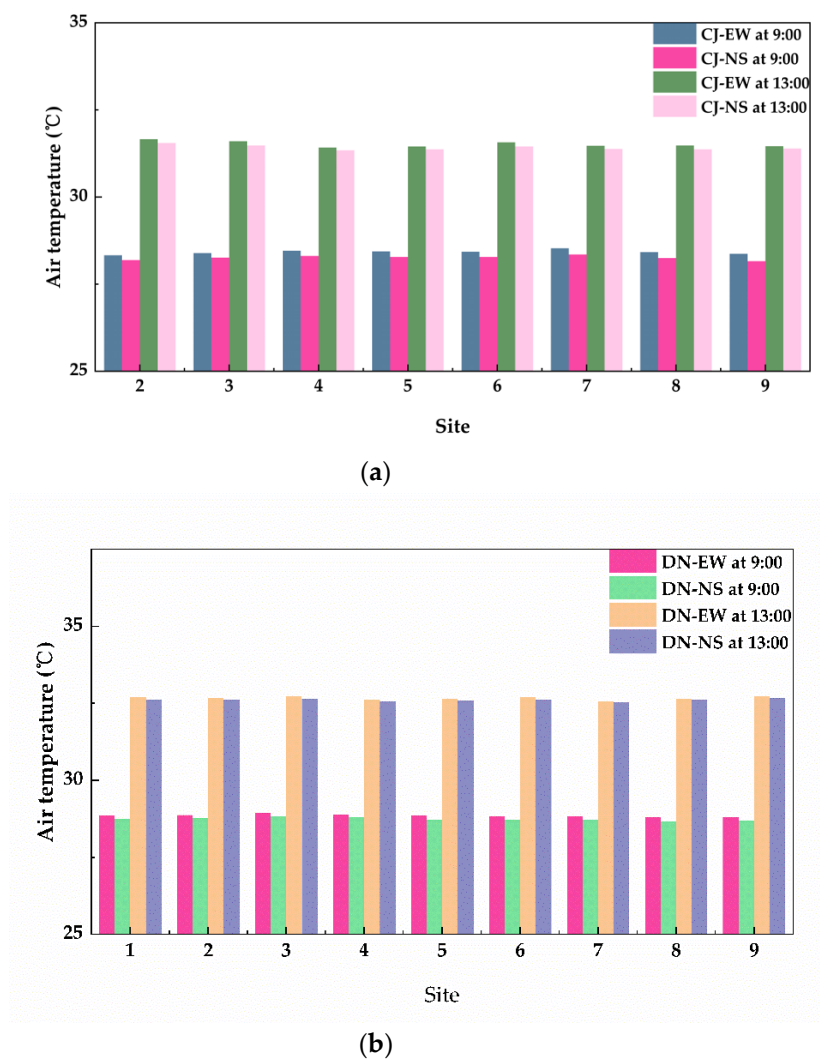 35
CJ-EW at 9:00
CJ-NS at 9:00
CJ-EW at 13:00
CJ-NS at 13:00
Air temperature (℃)
30
25
2 3 4 5 6 7 8 9
Site
(a)
DN-EW at 9:00
DN-NS at 9:00
DN-EW at 13:00
DN-NS at 13:00
35
Air temperature (℃)
30
25
1 2 3 4 5 6 7 8 9
Site
(b)